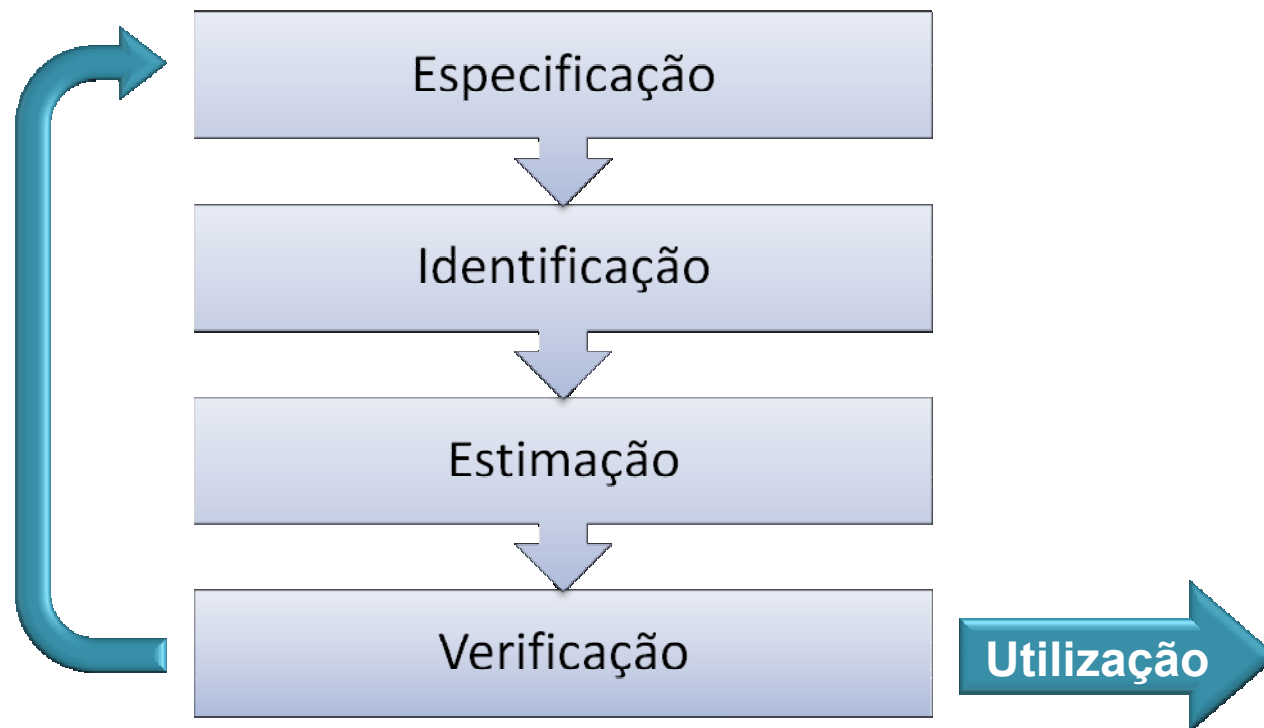 Especificação
Identificação
Estimação
Verificação
Utilização